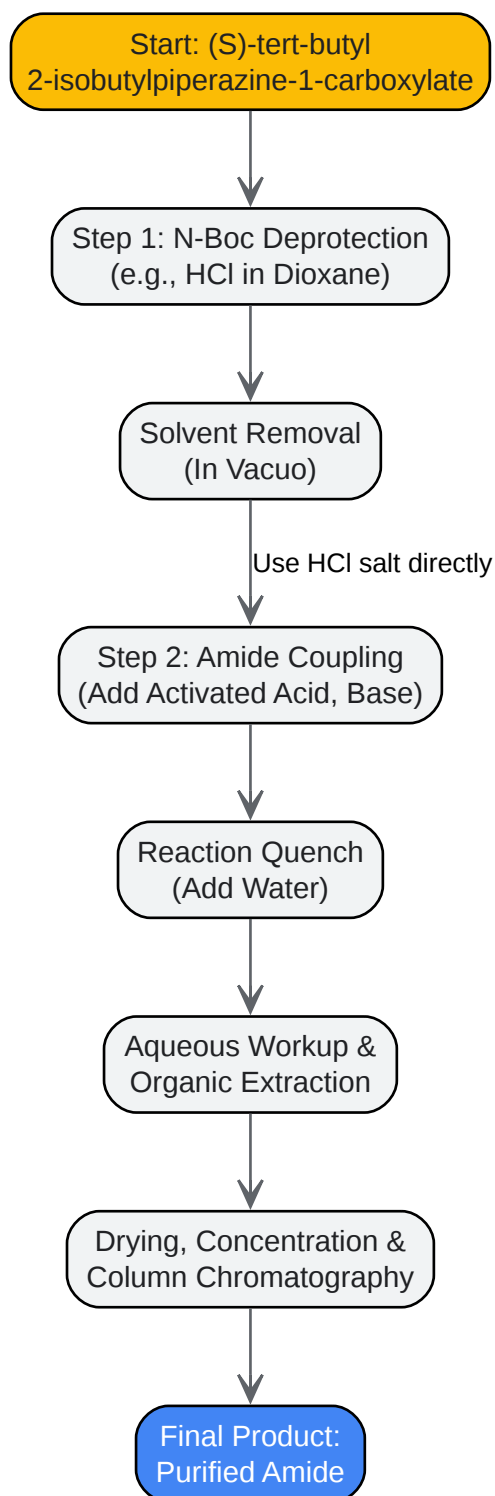 Start: (S)-tert-butyl
2-isobutylpiperazine-1-carboxylate
Step 1: N-Boc Deprotection
(e.g., HCl in Dioxane)
Solvent Removal
(In Vacuo)
Use HCl salt directly
Step 2: Amide Coupling
(Add Activated Acid, Base)
Reaction Quench
(Add Water)
Aqueous Workup &
Organic Extraction
Drying, Concentration &
Column Chromatography
Final Product:
Purified Amide